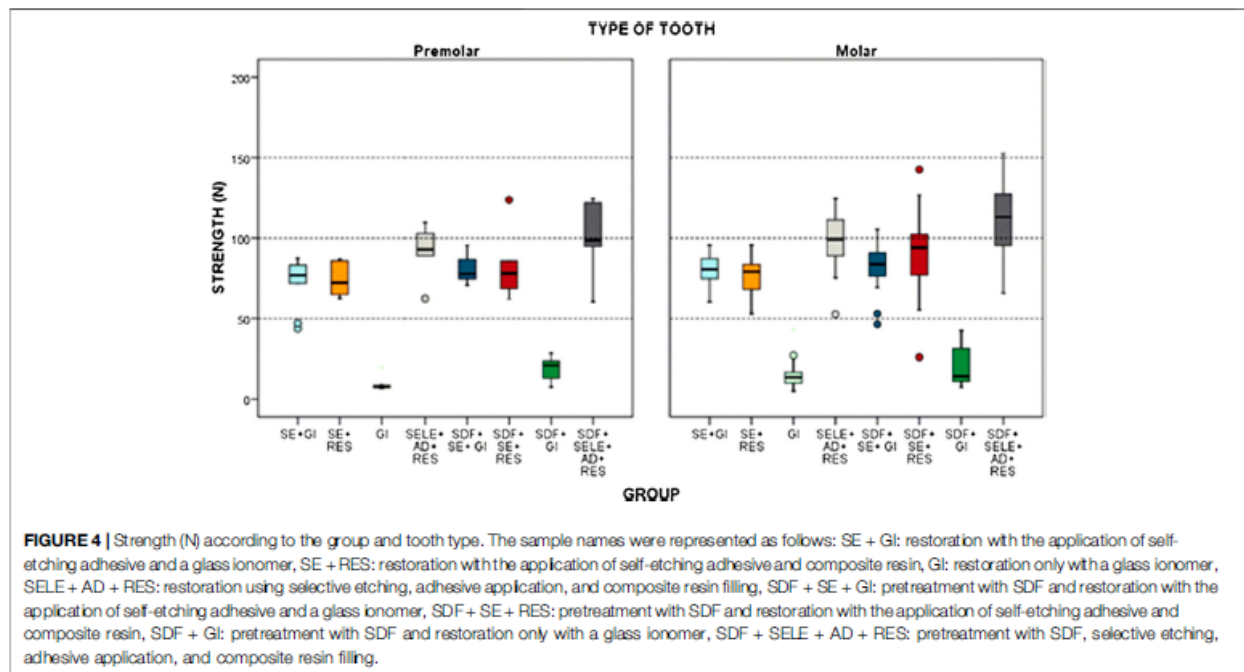 TYPE OF TOOTH
Premolar
Molar
STRENGTH (N)
200
150
100
50
0
SE+GI
SE+
RES
GI
SELE+
AD+
RES
SDF+
SE+GI
SDF+
SE+
RES
SDF+
GI
SDF+
SELE+
AD+
RES
SE+GI
SE+
RES
GI
SELE+
AD+
RES
SDF+
SE+GI
SDF+
SE+
RES
SDF+
GI
SDF+
SELE+
AD+
RES
GROUP
FIGURE 4 | Strength (N) according to the group and tooth type. The sample names were represented as follows: SE + GI: restoration with the application of self-
etching adhesive and a glass ionomer, SE + RES: restoration with the application of self-etching adhesive and composite resin, GI: restoration only with a glass ionomer,
SELE + AD + RES: restoration using selective etching, adhesive application, and composite resin filling, SDF + SE + GI: pretreatment with SDF and restoration with the
application of self-etching adhesive and a glass ionomer, SDF + SE + RES: pretreatment with SDF and restoration with the application of self-etching adhesive and
composite resin, SDF + GI: pretreatment with SDF and restoration only with a glass ionomer, SDF + SELE + AD + RES: pretreatment with SDF, selective etching,
adhesive application, and composite resin filling.